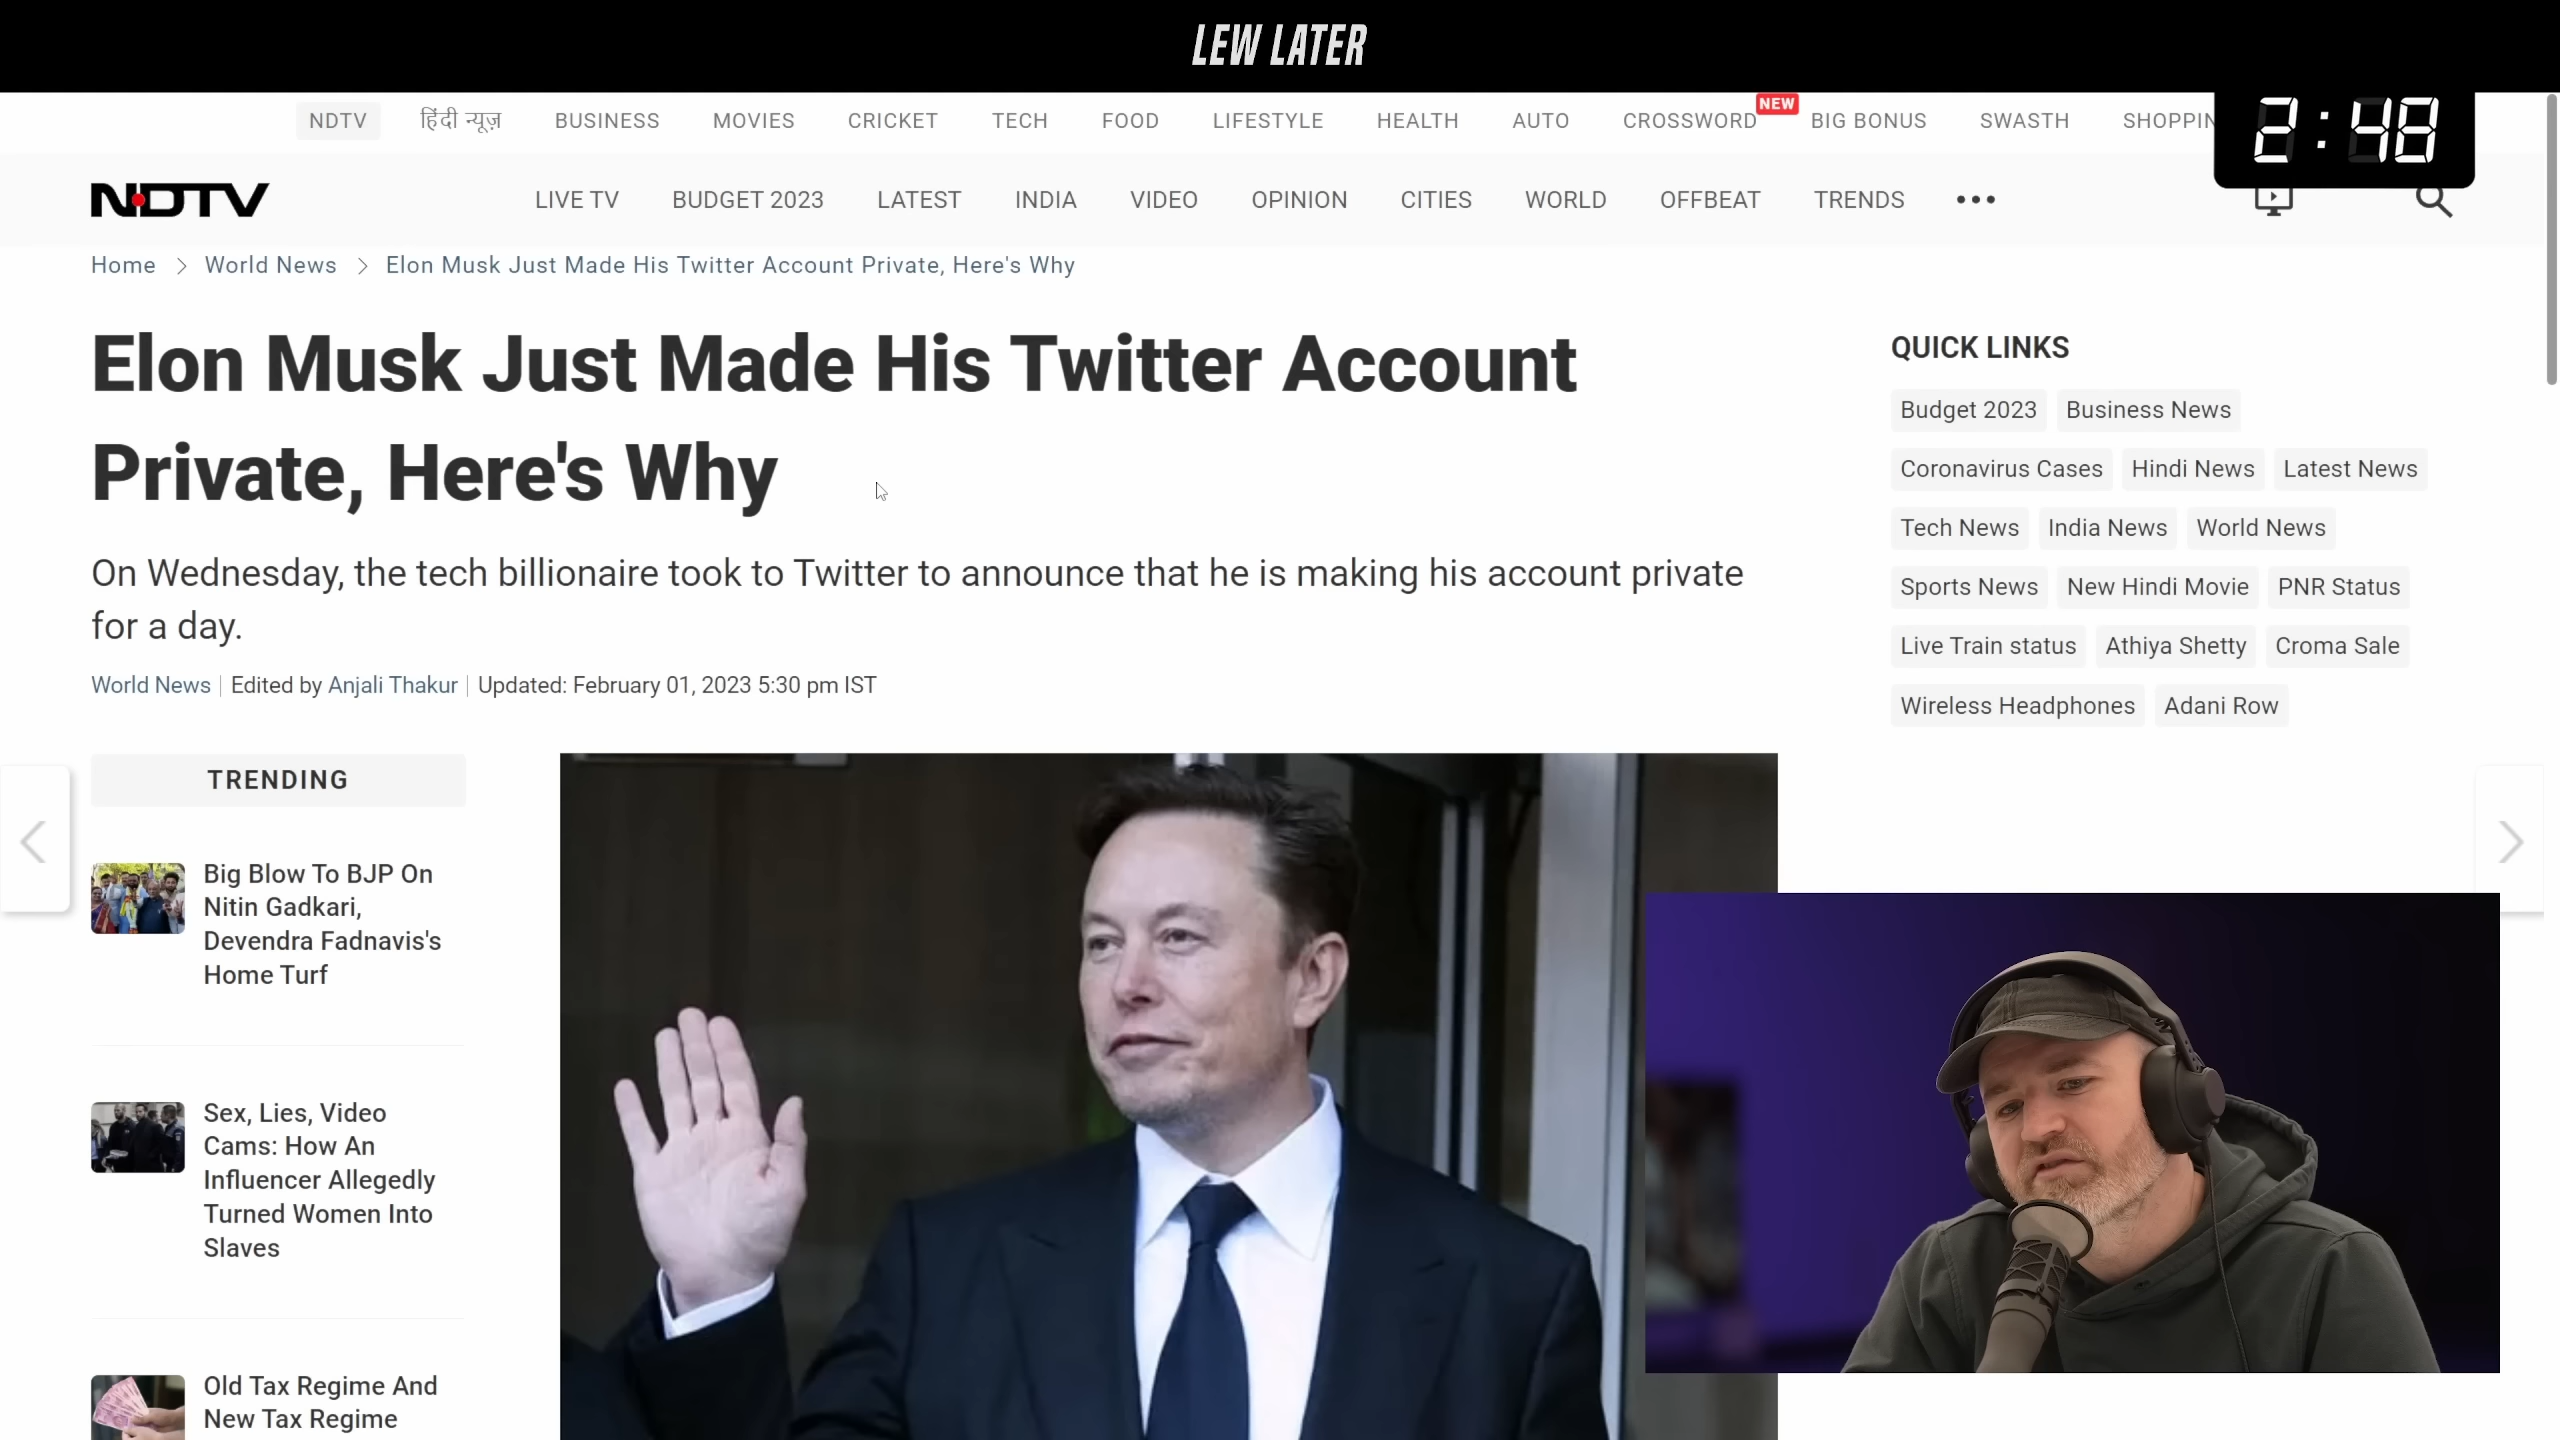 LEW LATER
NDTV हिंदी न्यूज़ BUSINESS MOVIES CRICKET TECH FOOD LIFESTYLE HEALTH AUTO CROSSWORD NEW BIG BONUS SWASTH SHOPPIN
2:48
NDTV LIVE TV BUDGET 2023 LATEST INDIA VIDEO OPINION CITIES WORLD OFFBEAT TRENDS
Home > World News > Elon Musk Just Made His Twitter Account Private, Here's Why
Elon Musk Just Made His Twitter Account
Private, Here's Why
On Wednesday, the tech billionaire took to Twitter to announce that he is making his account private
for a day.
World News | Edited by Anjali Thakur | Updated: February 01, 2023 5:30 pm IST
QUICK LINKS
Budget 2023 Business News
Coronavirus Cases Hindi News Latest News
Tech News India News World News
Sports News New Hindi Movie PNR Status
Live Train status Athiya Shetty Croma Sale
Wireless Headphones Adani Row
TRENDING
Big Blow To BJP On
Nitin Gadkari,
Devendra Fadnavis's
Home Turf
Sex, Lies, Video
Cams: How An
Influencer Allegedly
Turned Women Into
Slaves
Old Tax Regime And
New Tax Regime